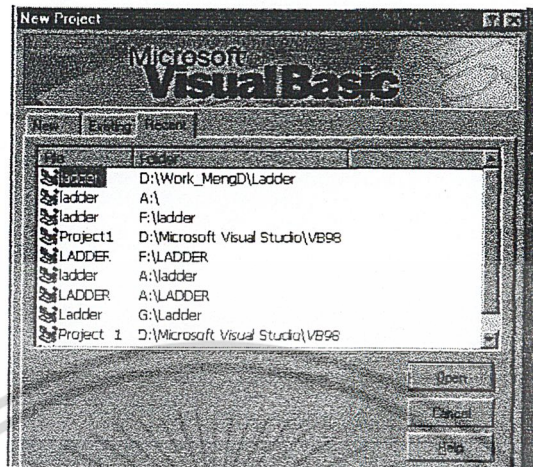 New Project
Microsoft
Visual Basic
New Existing Recent
File Folder
ladder D:\Work_MengD\Ladder
ladder A:\
ladder F:\ladder
Project1 D:\Microsoft Visual Studio\VB98
LADDER F:\LADDER
ladder A:\ladder
LADDER A:\LADDER
Ladder G:\Ladder
Project 1 D:\Microsoft Visual Studio\VB98
Open
Cancel
Help